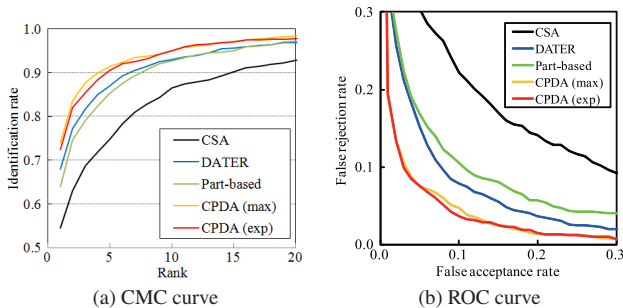 1.0
0.9
0.8
0.7
0.6
0.5
Identification rate
0
5
10
15
20
Rank
CSA
DATER
Part-based
CPDA (max)
CPDA (exp)
(a) CMC curve
0.3
0.2
0.1
0.0
False rejection rate
0.0
0.1
0.2
0.3
False acceptance rate
CSA
DATER
Part-based
CPDA (max)
CPDA (exp)
(b) ROC curve